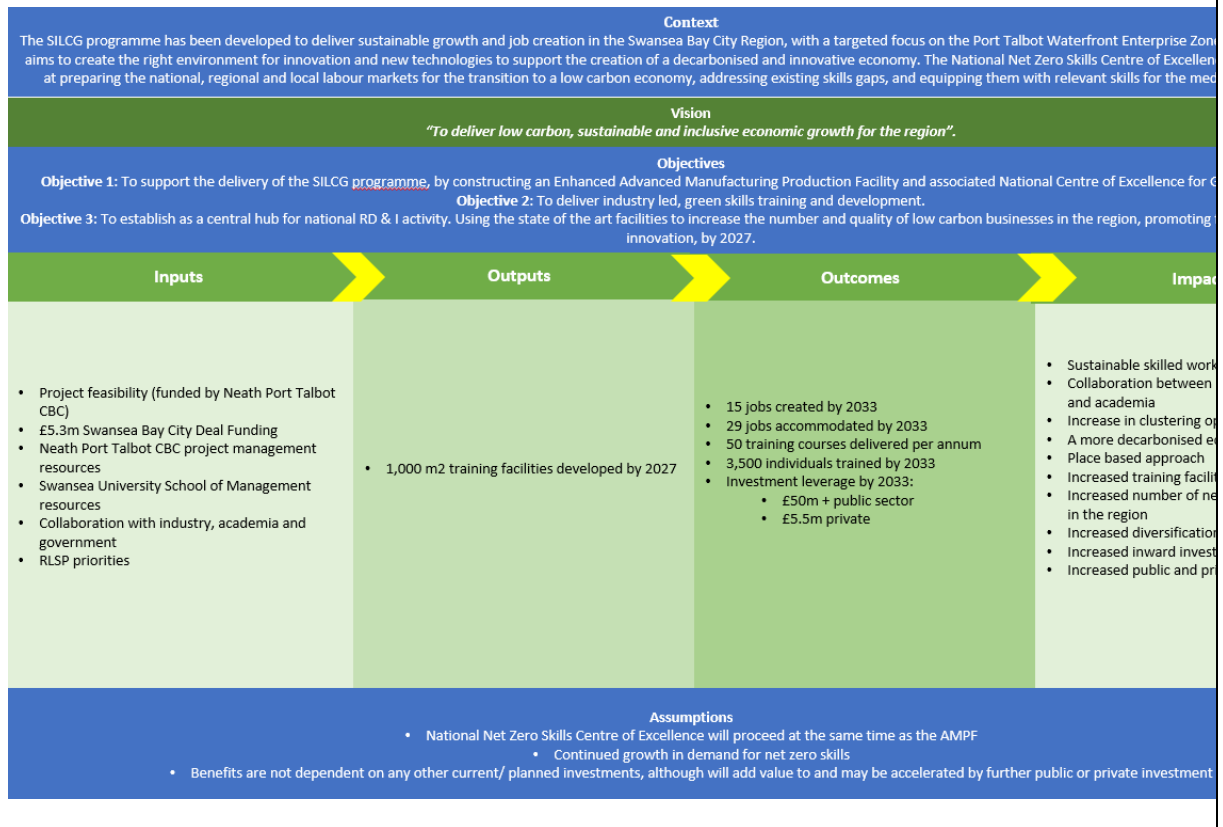 Context
The SILCG programme has been developed to deliver sustainable growth and job creation in the Swansea Bay City Region, with a targeted focus on the Port Talbot Waterfront Enterprise
aims to create the right environment for innovation and new technologies to support the creation of a decarbonised and innovative economy. The National Net Zero Skills Centre of
at preparing the national, regional and local labour markets for the transition to a low carbon economy, addressing existing skills gaps, and equipping them with relevant skills for the
Vision
“To deliver low carbon, sustainable and inclusive economic growth for the region”.
Objectives
Objective 1: To support the delivery of the SILCG programme, by constructing an Enhanced Advanced Manufacturing Production Facility and associated National Centre of Excellence for
Objective 2: To deliver industry led, green skills training and development.
Objective 3: To establish as a central hub for national RD & I activity. Using the state of the art facilities to increase the number and quality of low carbon businesses in the region, promoting
innovation, by 2027.
Inputs
Outputs
Outcomes
• Project feasibility (funded by Neath Port Talbot
CBC)
• £5.3m Swansea Bay City Deal Funding
• Neath Port Talbot CBC project management
resources
• Swansea University School of Management
resources
• Collaboration with industry, academia and
government
• RLSP priorities
• 1,000 m2 training facilities developed by 2027
• 15 jobs created by 2033
• 29 jobs accommodated by 2033
• 50 training courses delivered per annum
• 3,500 individuals trained by 2033
• Investment leverage by 2033:
• £50m + public sector
• £5.5m private
• Sustainable skilled
• Collaboration between
and academia
• Increase in clustering
• A more decarbonised
• Place based approach
• Increased training
• Increased number of
in the region
• Increased
• Increased inward
• Increased public and
Assumptions
• National Net Zero Skills Centre of Excellence will proceed at the same time as the AMPF
• Continued growth in demand for net zero skills
• Benefits are not dependent on any other current/ planned investments, although will add value to and may be accelerated by further public or private investment